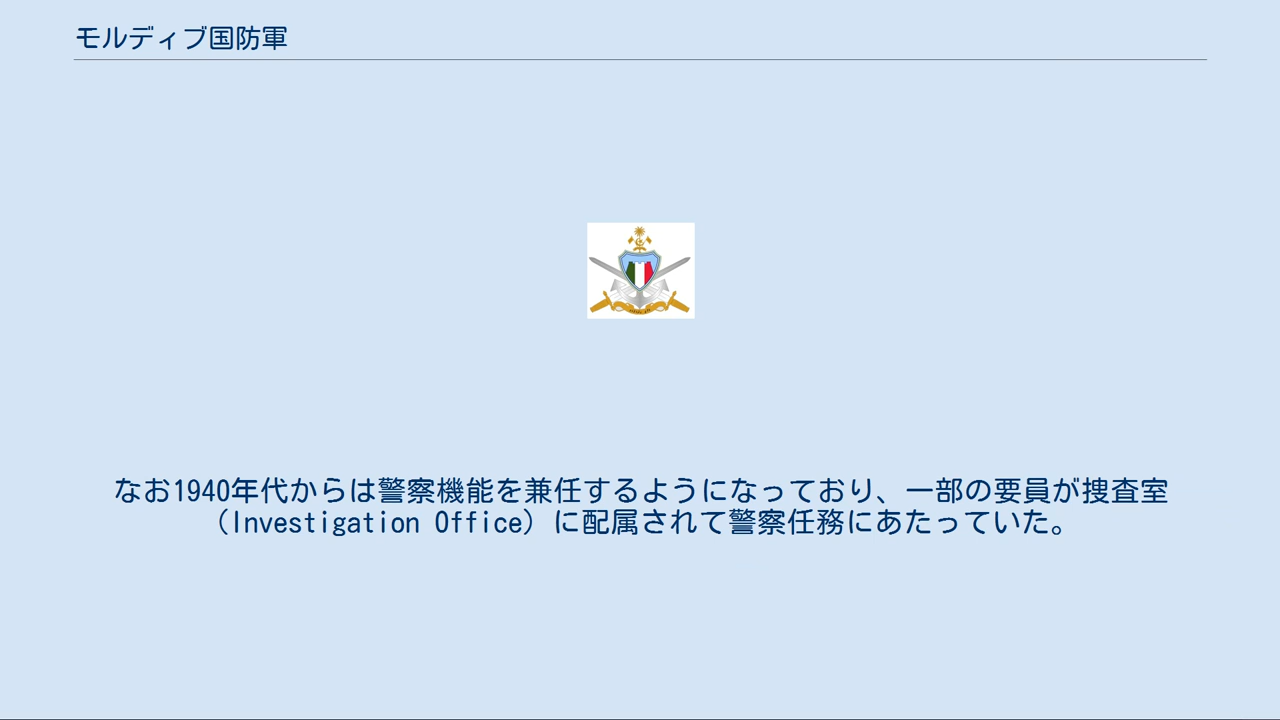 モルディブ国防軍
なお1940年代からは警察機能を兼任するようになっており、一部の要員が捜査室
（Investigation Office）に配属されて警察任務にあたっていた。